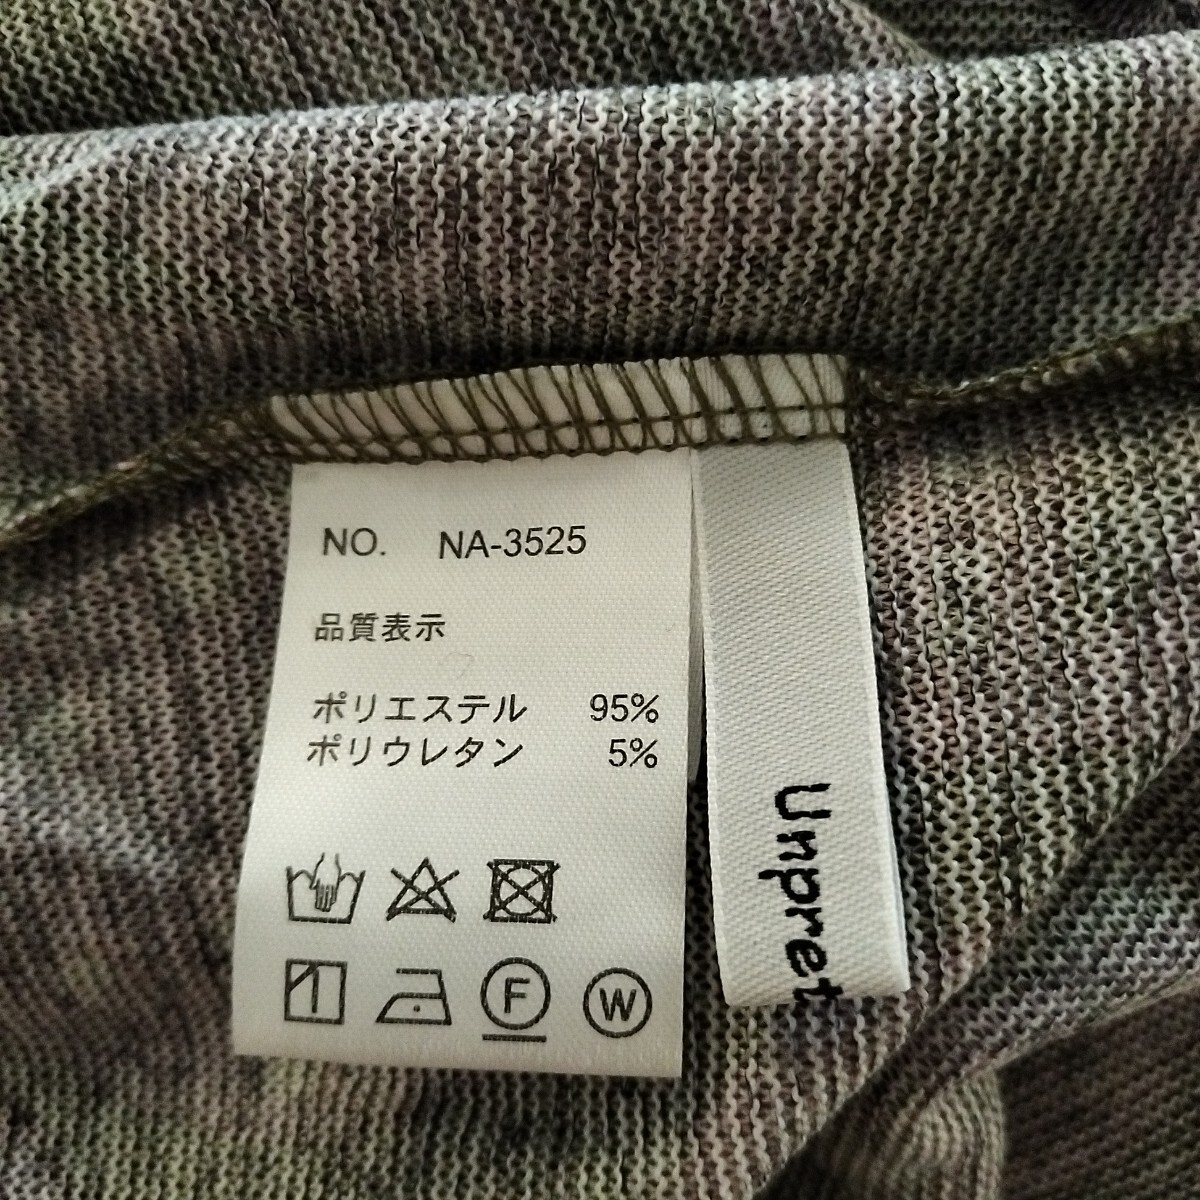 NO. NA-3525
品質表示
ポリエステル 95%
ポリウレタン 5%
F W
Unpret